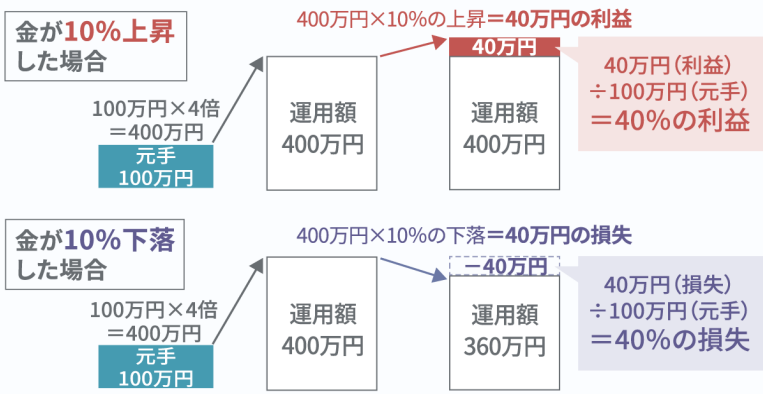 金が10%上昇
した場合
400万円×10%の上昇＝40万円の利益
100万円×4倍
＝400万円
元手
100万円
運用額
400万円
40万円
運用額
400万円
40万円（利益）
÷100万円（元手）
＝40%の利益
金が10%下落
した場合
400万円×10%の下落＝40万円の損失
100万円×4倍
＝400万円
元手
100万円
運用額
400万円
－40万円
運用額
360万円
40万円（損失）
÷100万円（元手）
＝40%の損失